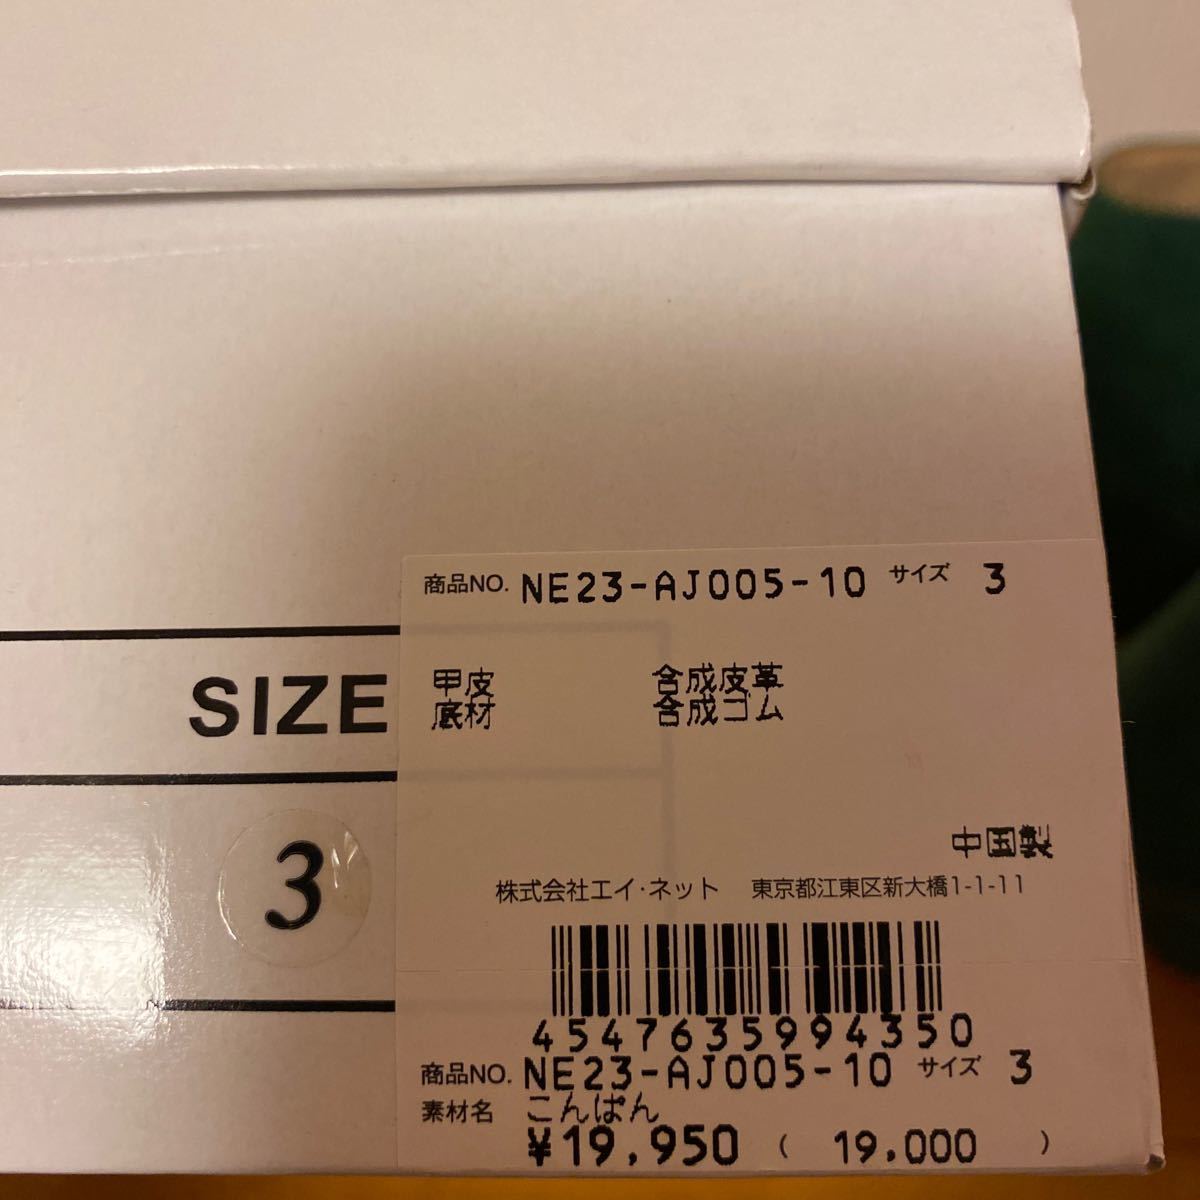 商品NO. NE23-AJ005-10 サイズ 3
SIZE
甲皮 合成皮革
底材 合成ゴム
3
中国製
株式会社エイ・ネット 東京都江東区新大橋1-1-11
4547635994350
商品NO. NE23-AJ005-10 サイズ 3
素材名 こんぱん
¥19,950 ( 19,000 )